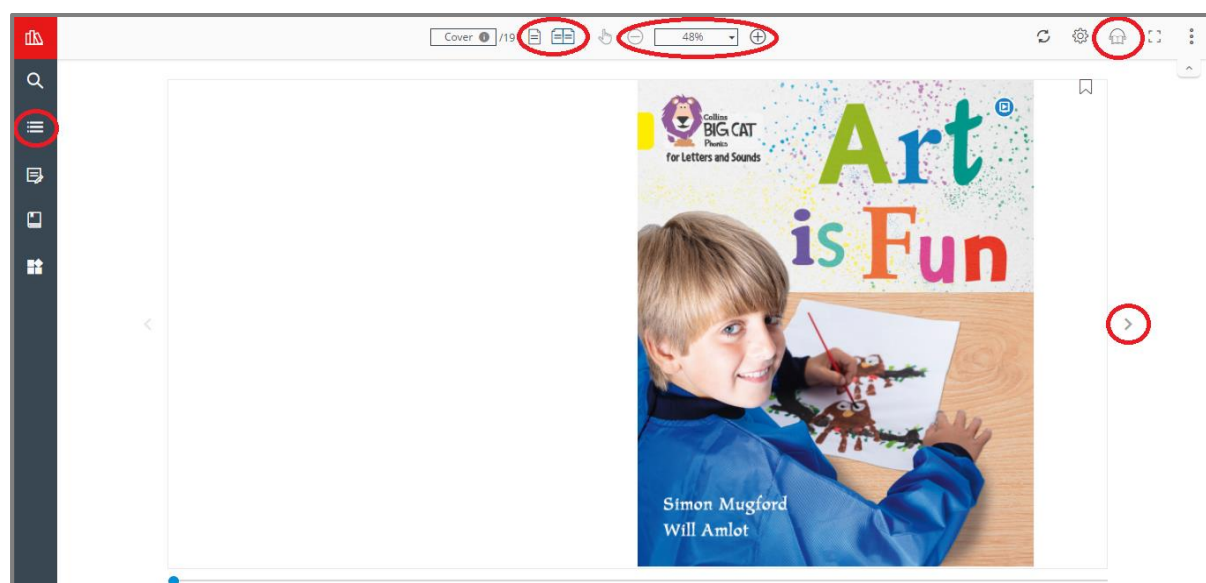 Cover /19
48%
Collins
BIG CAT
Phonics
for Letters and Sounds
Art
is Fun
Simon Mugford
Will Amlot